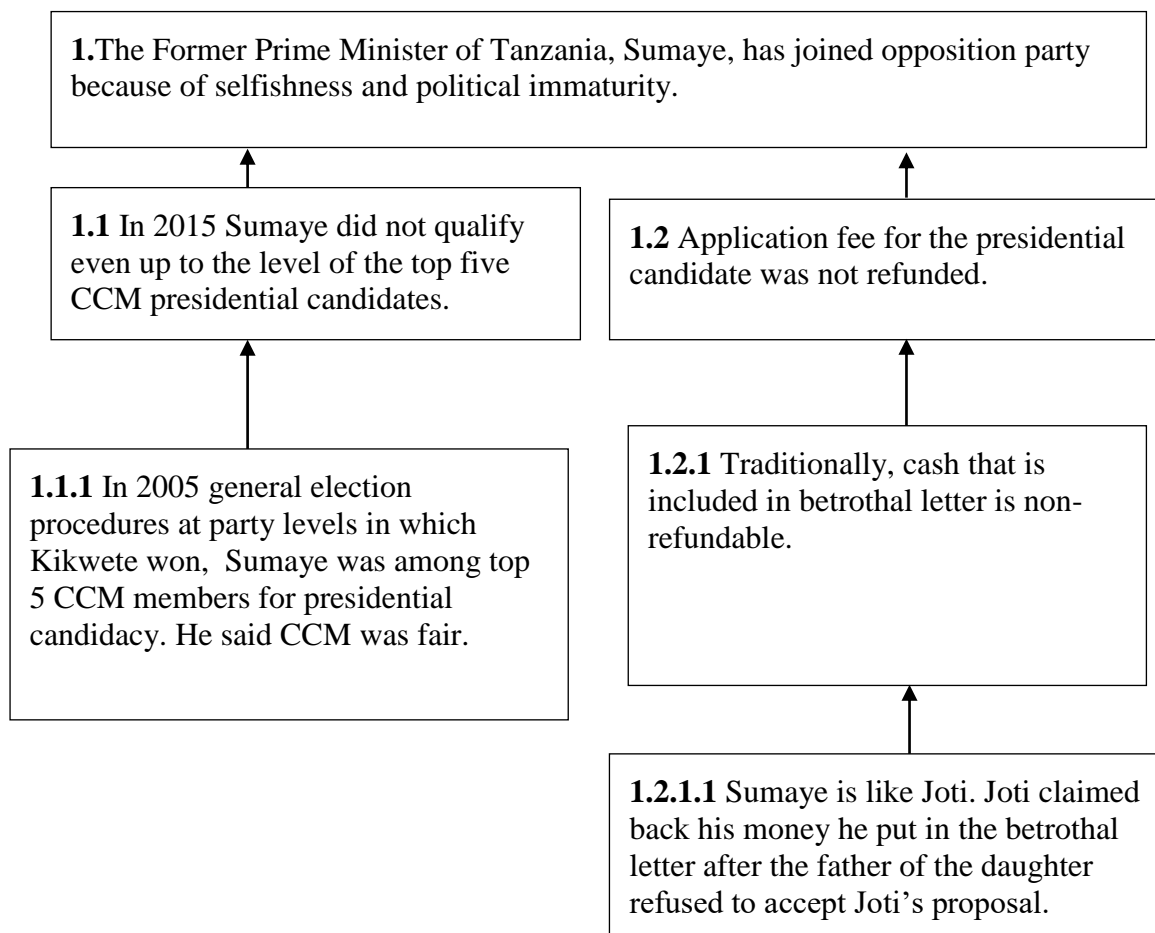 1.The Former Prime Minister of Tanzania, Sumaye, has joined opposition party
because of selfishness and political immaturity.
1.1 In 2015 Sumaye did not qualify
even up to the level of the top five
CCM presidential candidates.
1.2 Application fee for the presidential
candidate was not refunded.
1.1.1 In 2005 general election
procedures at party levels in which
Kikwete won, Sumaye was among top
5 CCM members for presidential
candidacy. He said CCM was fair.
1.2.1 Traditionally, cash that is
included in betrothal letter is non-
refundable.
1.2.1.1 Sumaye is like Joti. Joti claimed
back his money he put in the betrothal
letter after the father of the daughter
refused to accept Joti’s proposal.